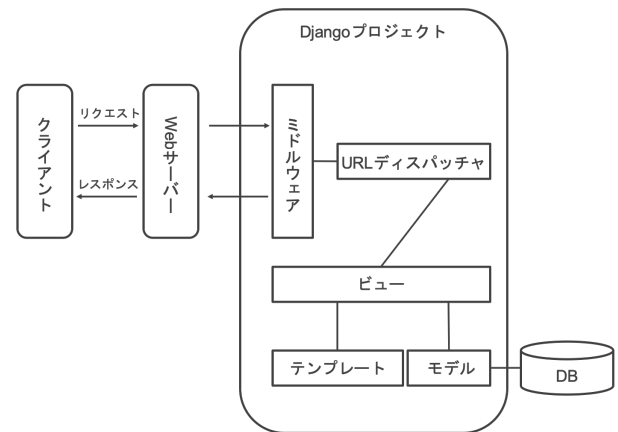 Djangoプロジェクト
クライアント
リクエスト
レスポンス
Webサーバー
ミドルウェア
URLディスパッチャ
ビュー
テンプレート
モデル
DB